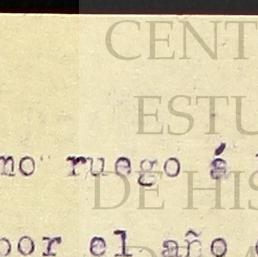 CENT
ESTU
mo ruego á
DE HIS
por el año